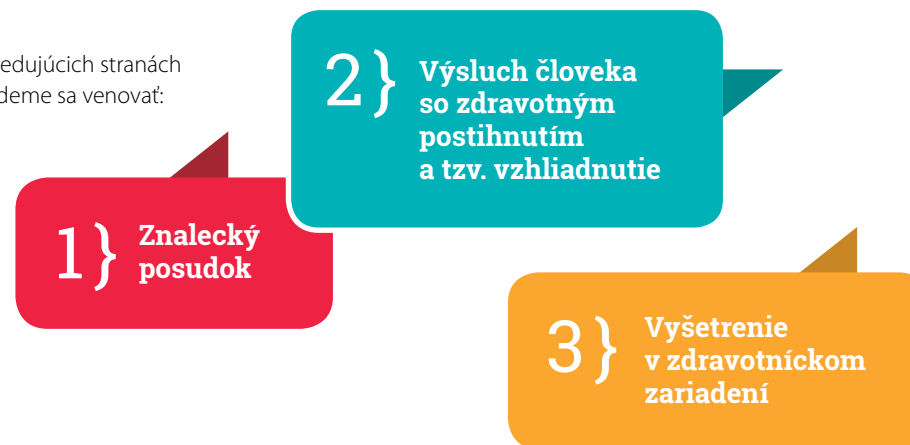 edujúcich stranách
deme sa venovať:
1} Znalecký
posudok
2} Výsluch človeka
so zdravotným
postihnutím
a tzv. vzhliadnutie
3} Vyšetrenie
v zdravotníckom
zariadení